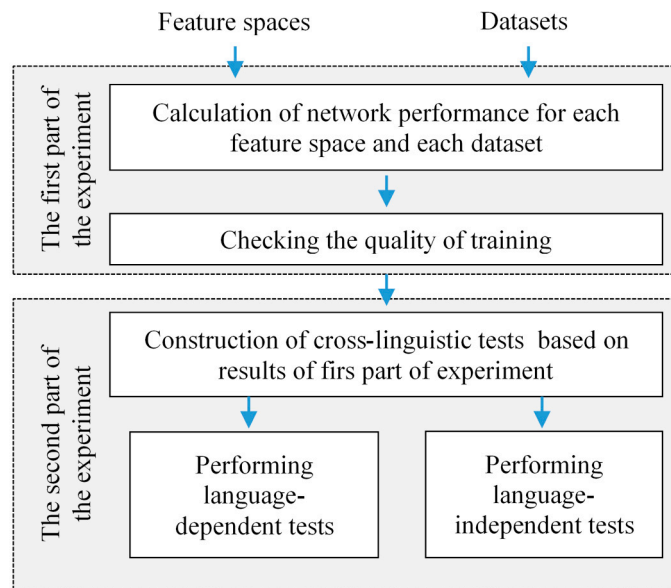 Feature spaces
Datasets
The first part of
the experiment
Calculation of network performance for each
feature space and each dataset
Checking the quality of training
The second part of
the experiment
Construction of cross-linguistic tests based on
results of firs part of experiment
Performing
language-
dependent tests
Performing
language-
independent tests